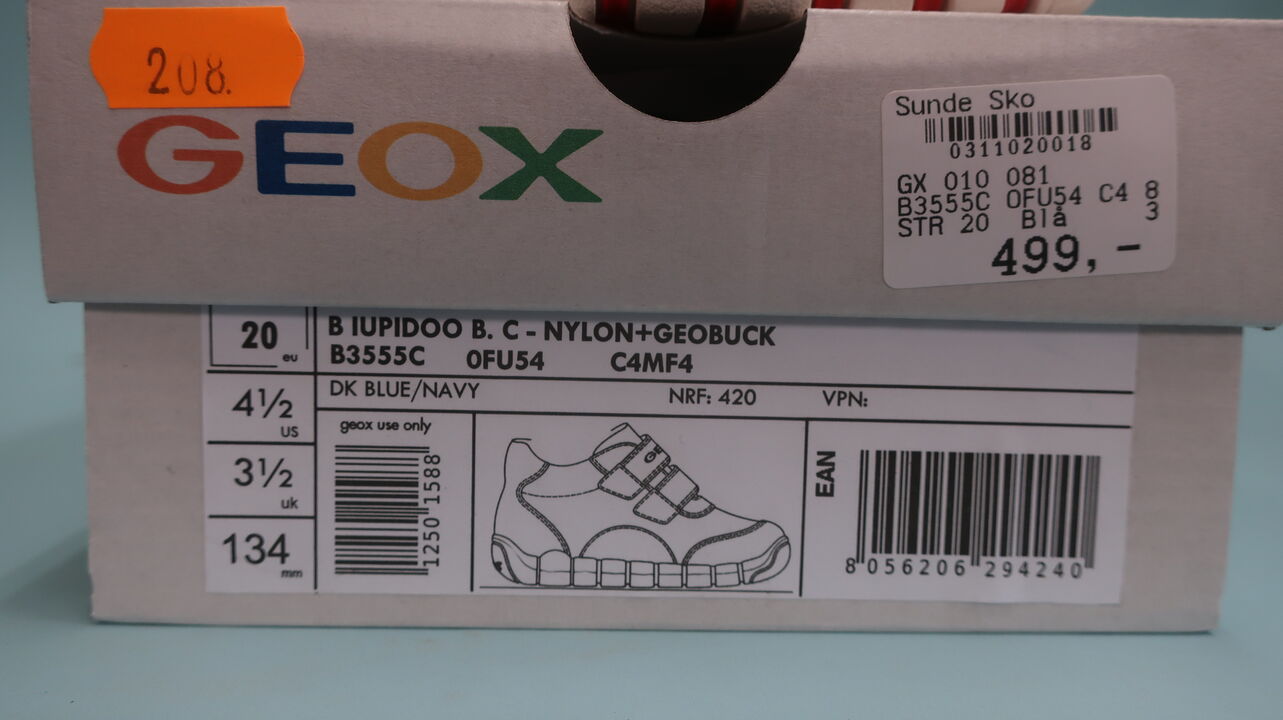 208.
GEOX
Sunde Sko
0311020018
GX 010 081
B3555C 0FU54 C4 8
STR 20 Blå 3
499,-
20 eu
B IUPIDOO B. C - NYLON+GEOBUCK
B3555C 0FU54 C4MF4
DK BLUE/NAVY NRF: 420 VPN:
4½ US
3½ uk
134 mm
geox use only
1250 1588
G
EAN
8 056206 294240